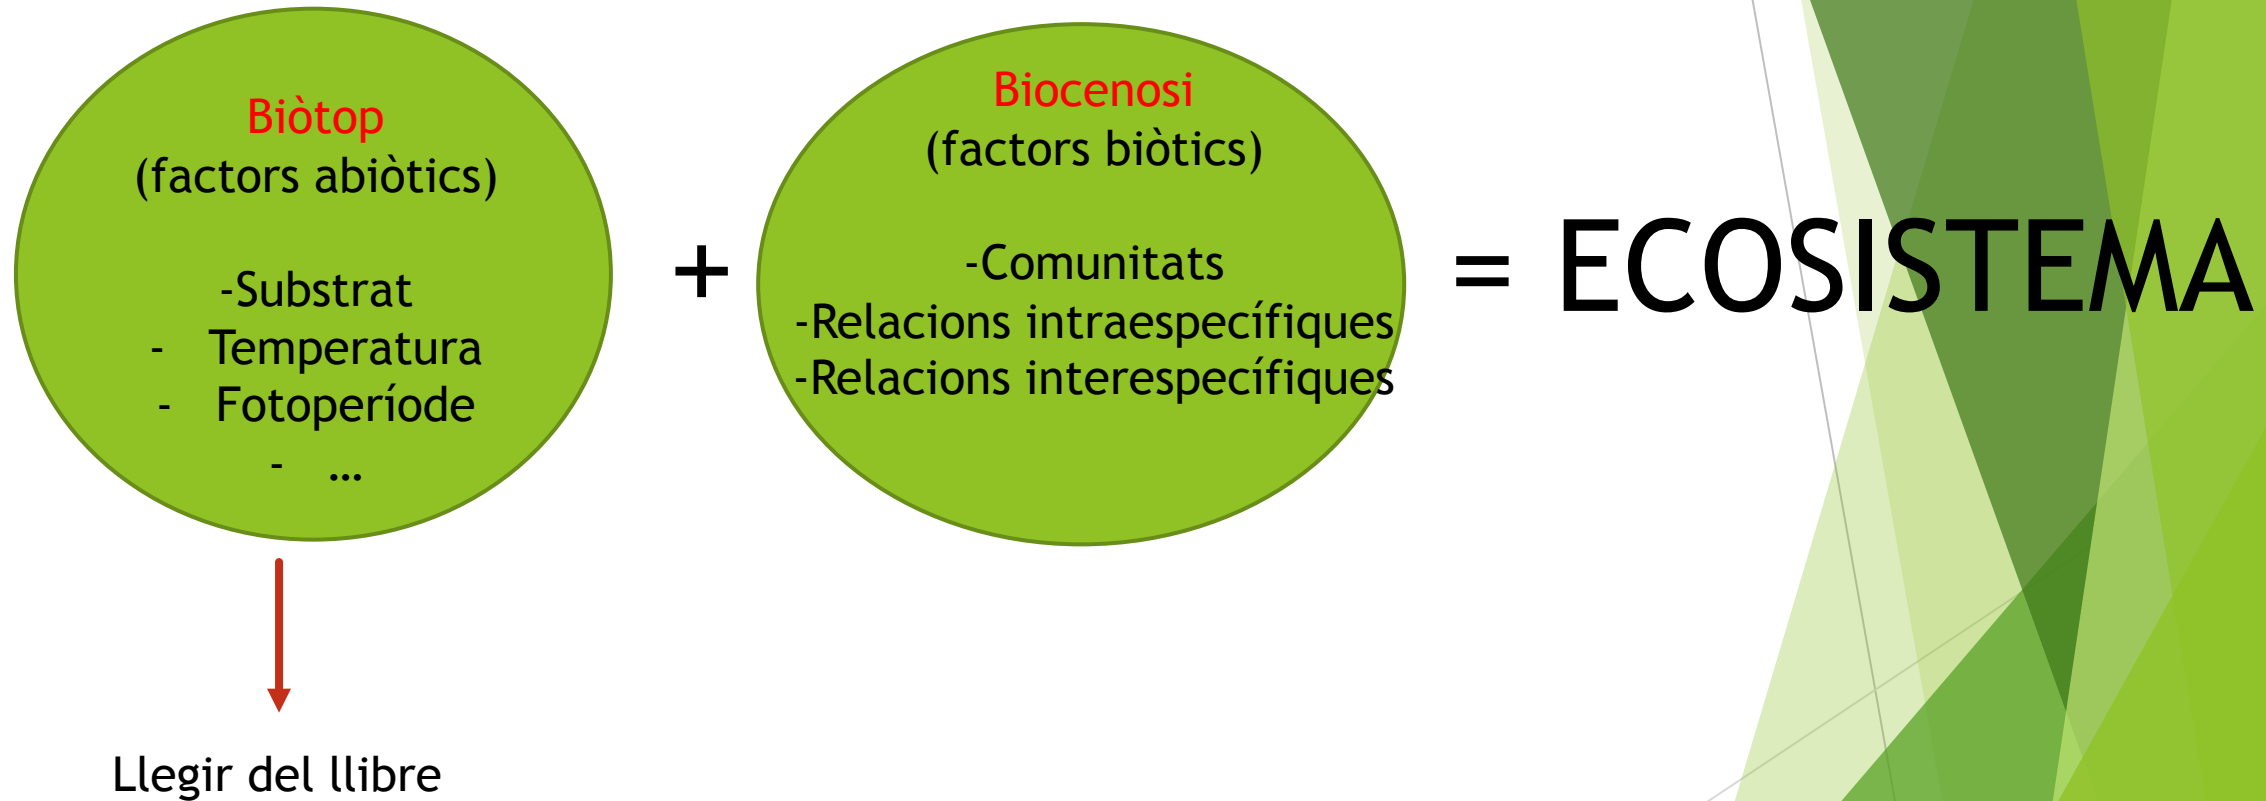 Biòtop
(factors abiòtics)
-Substrat
- Temperatura
- Fotoperíode
- ...
+
Biocenosi
(factors biòtics)
-Comunitats
-Relacions intraespecífiques
-Relacions interespecífiques
= ECOSISTEMA
Llegir del llibre